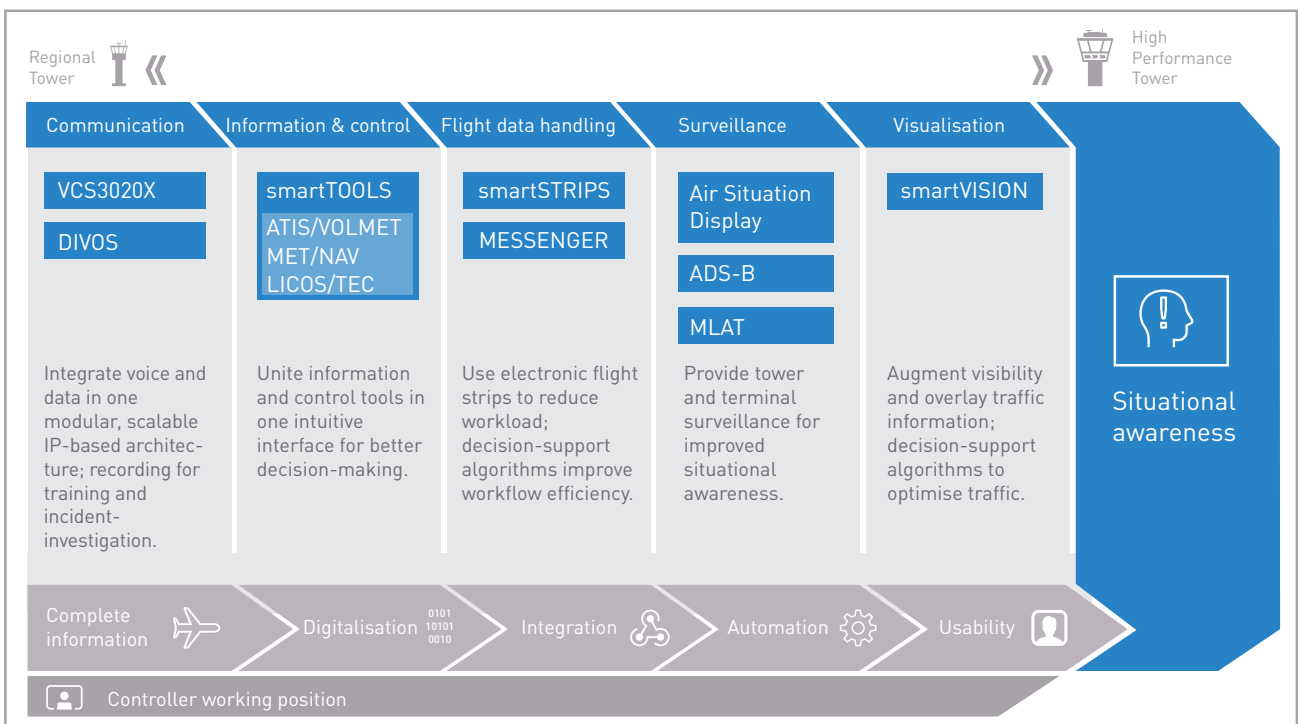 Regional
Tower
High
Performance
Tower
Communication
Information & control
Flight data handling
Surveillance
Visualisation
VCS3020X
DIVOS
Integrate voice and
data in one
modular, scalable
IP-based architec-
ture; recording for
training and
incident-
investigation.
smartTOOLS
ATIS/VOLMET
MET/NAV
LICOS/TEC
Unite information
and control tools in
one intuitive
interface for better
decision-making.
smartSTRIPS
MESSENGER
Use electronic flight
strips to reduce
workload;
decision-support
algorithms improve
workflow efficiency.
Air Situation
Display
ADS-B
MLAT
Provide tower
and terminal
surveillance for
improved
situational
awareness.
smartVISION
Augment visibility
and overlay traffic
information;
decision-support
algorithms to
optimise traffic.
Situational
awareness
Complete
information
Digitalisation
0101
10101
0010
Integration
Automation
Usability
Controller working position